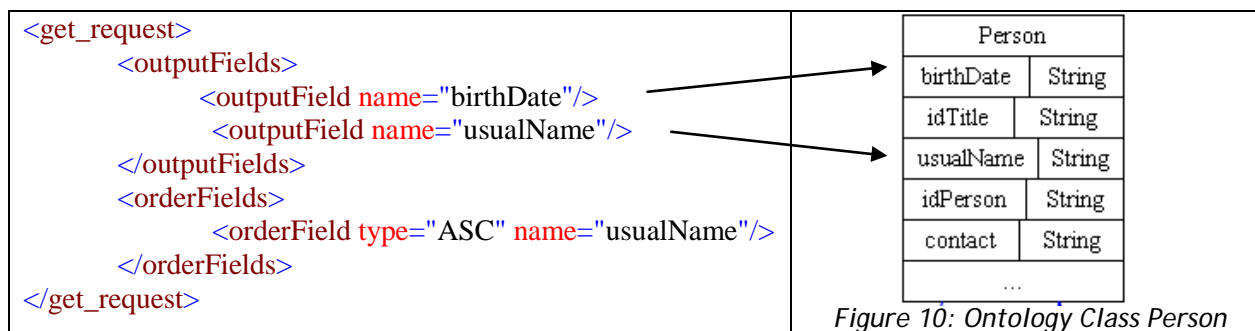 <get_request>
<outputFields>
<outputField name="birthDate"/>
<outputField name="usualName"/>
</outputFields>
<orderFields>
<orderField type="ASC" name="usualName"/>
</orderFields>
</get_request>
Person
birthDate String
idTitle String
usualName String
idPerson String
contact String
...
Figure 10: Ontology Class Person